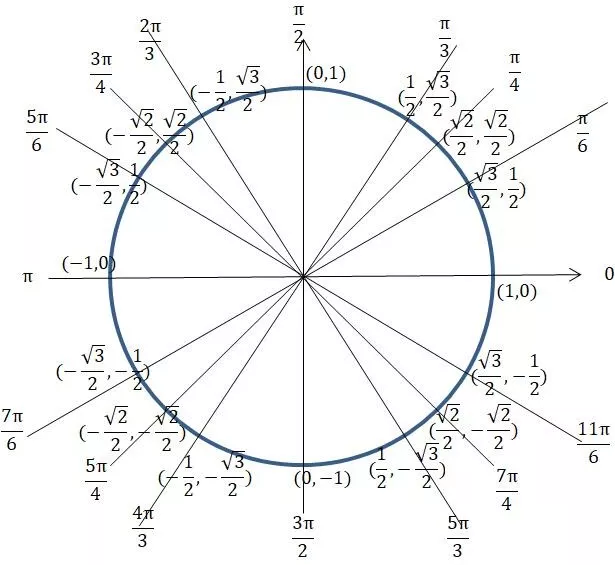 π/2
2π/3
π/3
3π/4
π/4
(−1/2, √3/2)
(0,1)
(1/2, √3/2)
5π/6
π/6
(−√2/2, √2/2)
(√2/2, √2/2)
(−√3/2, 1/2)
(√3/2, 1/2)
π
(−1,0)
0
(1,0)
(−√3/2, −1/2)
(√3/2, −1/2)
7π/6
(−√2/2, −√2/2)
(√2/2, −√2/2)
11π/6
5π/4
(−1/2, −√3/2)
(0, −1)
(1/2, −√3/2)
7π/4
4π/3
3π/2
5π/3